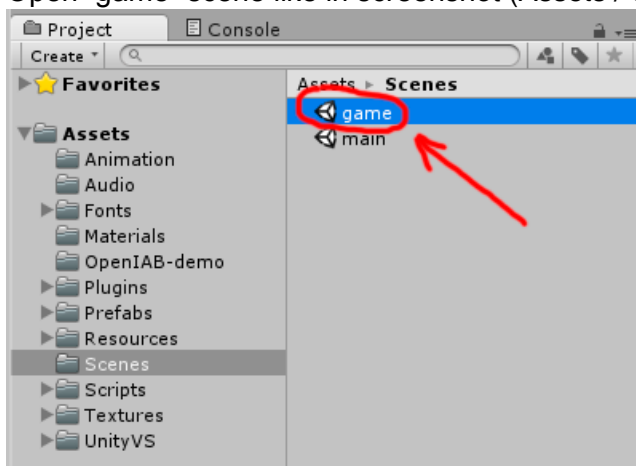 Project Console
Create
Favorites
Assets
Animation
Audio
Fonts
Materials
OpenIAB-demo
Plugins
Prefabs
Resources
Scenes
Scripts
Textures
UnityVS
Assets Scenes
game
main